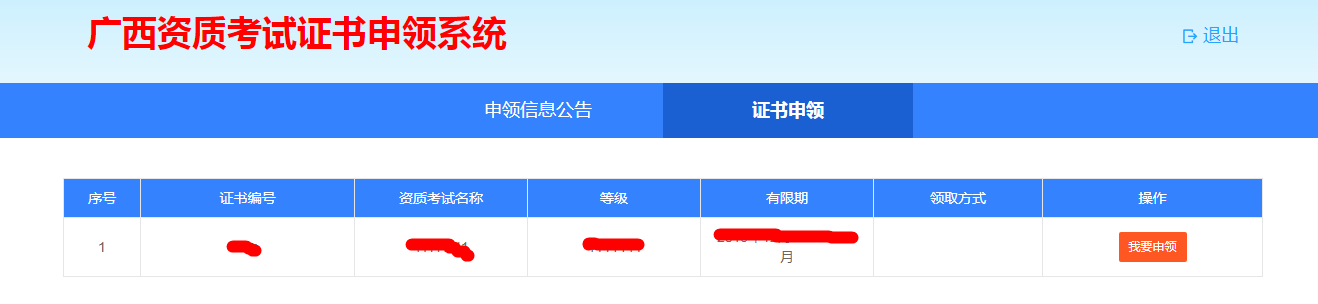 广西资质考试证书申领系统
退出
申领信息公告 证书申领
序号 证书编号 资质考试名称 等级 有限期 领取方式 操作
1 我要申领
月